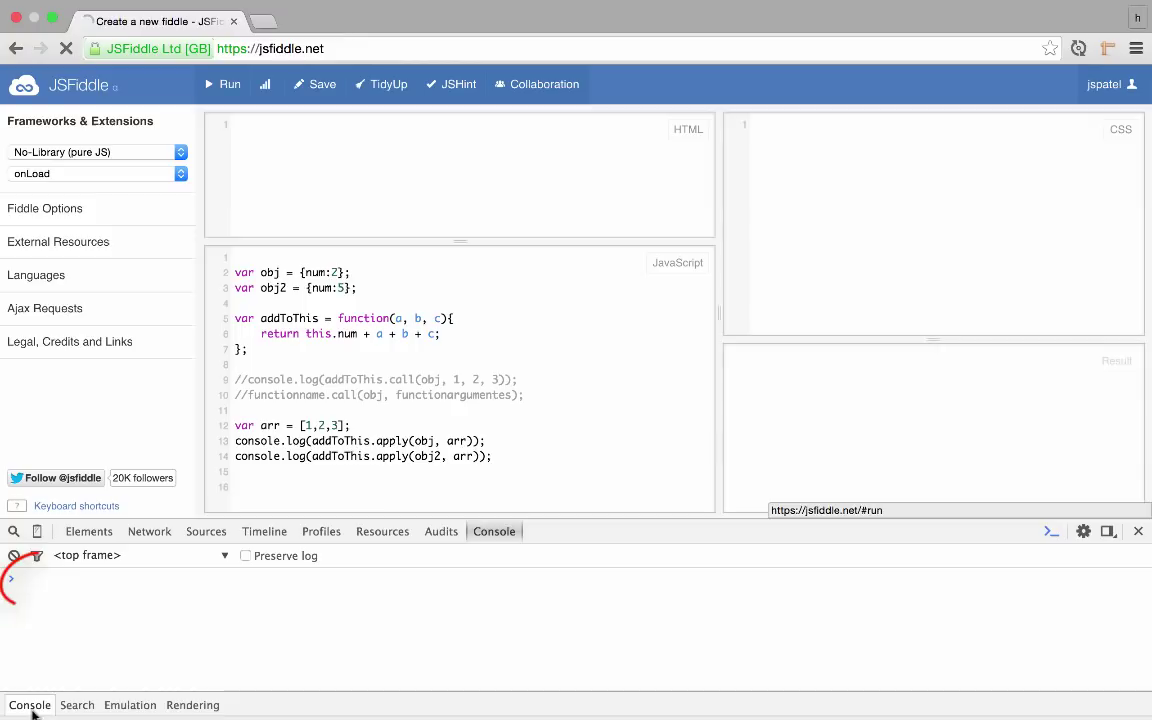 Create a new fiddle - JSFid
h
JSFiddle Ltd [GB] https://jsfiddle.net
JSFiddle Run Save TidyUp JSHint Collaboration jspatel
Frameworks & Extensions
No-Library (pure JS)
onLoad
Fiddle Options
External Resources
Languages
Ajax Requests
Legal, Credits and Links
Follow @jsfiddle 20K followers
? Keyboard shortcuts
1 HTML
1 CSS
JavaScript
1
2 var obj = {num:2};
3 var obj2 = {num:5};
4
5 var addToThis = function(a, b, c){
6 return this.num + a + b + c;
7 };
8
9 //console.log(addToThis.call(obj, 1, 2, 3));
10 //functionname.call(obj, functionargumentes);
11
12 var arr = [1,2,3];
13 console.log(addToThis.apply(obj, arr));
14 console.log(addToThis.apply(obj2, arr));
15
16
Result
https://jsfiddle.net/#run
Elements Network Sources Timeline Profiles Resources Audits Console
<top frame> Preserve log
Console Search Emulation Rendering